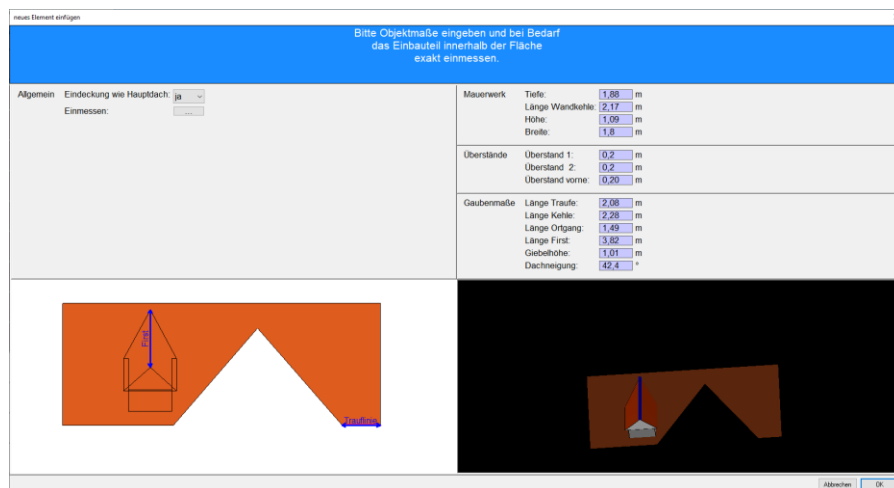 neues Element einfügen
Bitte Objektmaße eingeben und bei Bedarf
das Einbauteil innerhalb der Fläche
exakt einmessen.
Allgemein Eindeckung wie Hauptdach: ja
Einmessen: ...
Mauerwerk Tiefe: 1,88 m
Länge Wandkehle: 2,17 m
Höhe: 1,09 m
Breite: 1,8 m
Überstände Überstand 1: 0,2 m
Überstand 2: 0,2 m
Überstand vorne: 0,20 m
Gaubenmaße Länge Traufe: 2,08 m
Länge Kehle: 2,28 m
Länge Ortgang: 1,49 m
Länge First: 3,82 m
Giebelhöhe: 1,01 m
Dachneigung: 42,4 °
First
Trauflinie
Abbrechen OK